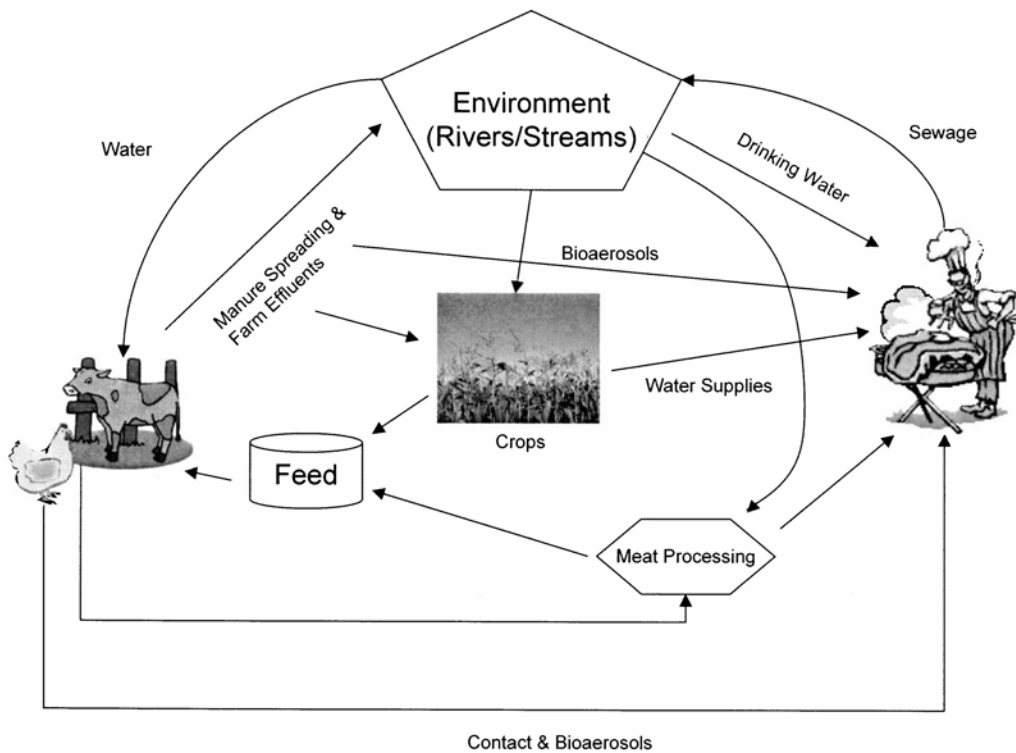 Environment
(Rivers/Streams)
Water
Sewage
Drinking Water
Manure Spreading &
Farm Effluents
Bioaerosols
Water Supplies
Crops
Feed
Meat Processing
Contact & Bioaerosols